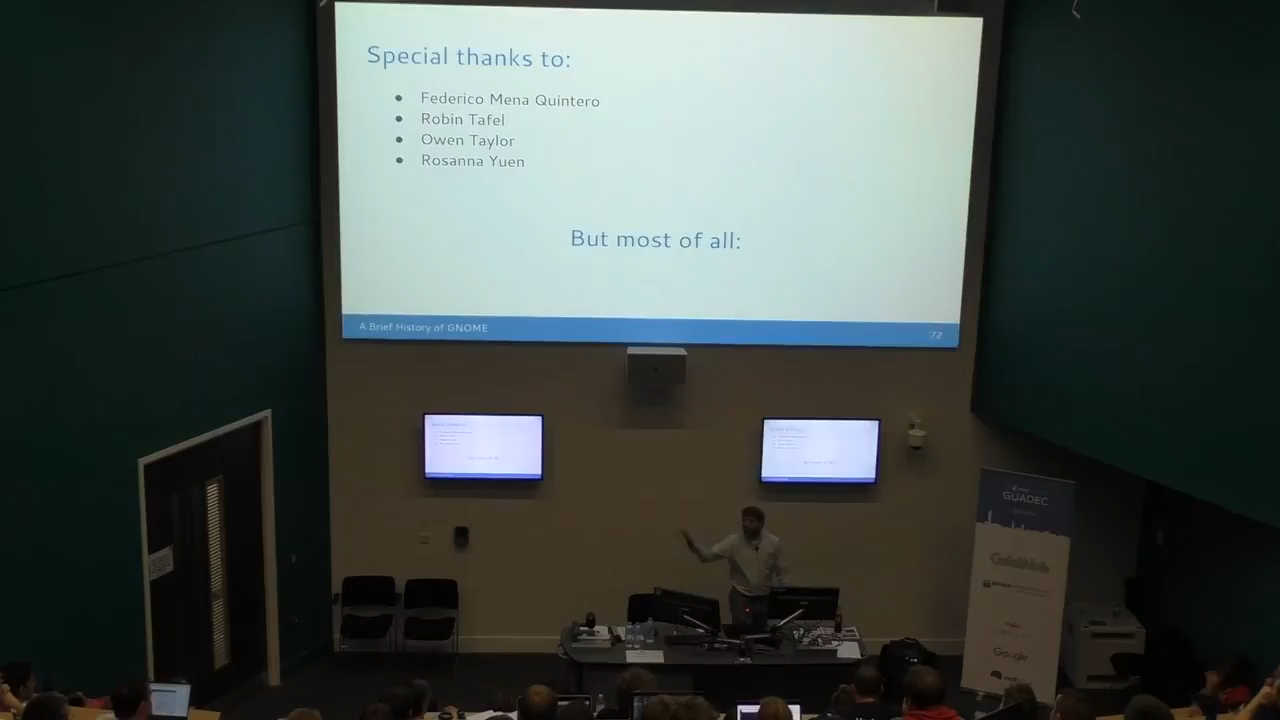 Special thanks to:
● Federico Mena Quintero
● Robin Tafel
● Owen Taylor
● Rosanna Yuen
But most of all:
A Brief History of GNOME
72
GUADEC
Google